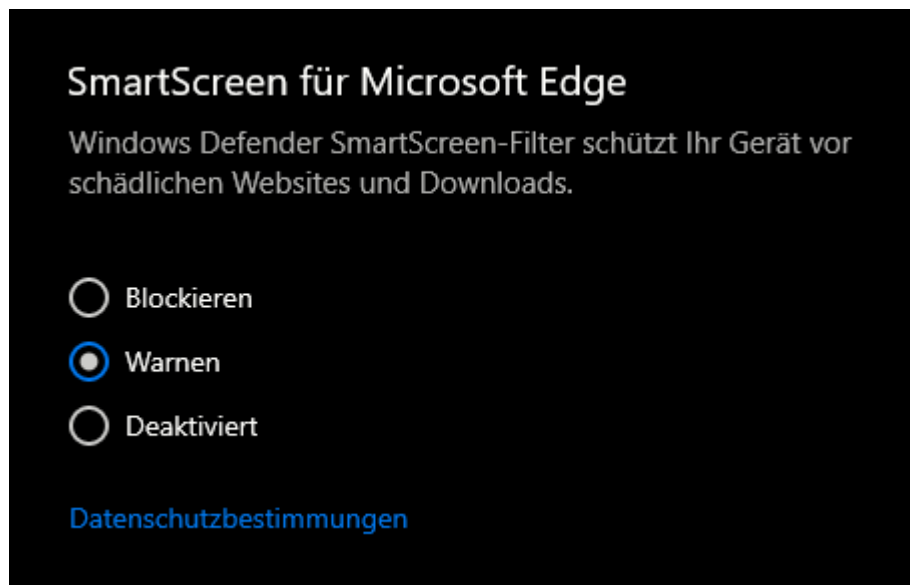 SmartScreen für Microsoft Edge
Windows Defender SmartScreen-Filter schützt Ihr Gerät vor
schädlichen Websites und Downloads.
Blockieren
Warnen
Deaktiviert
Datenschutzbestimmungen